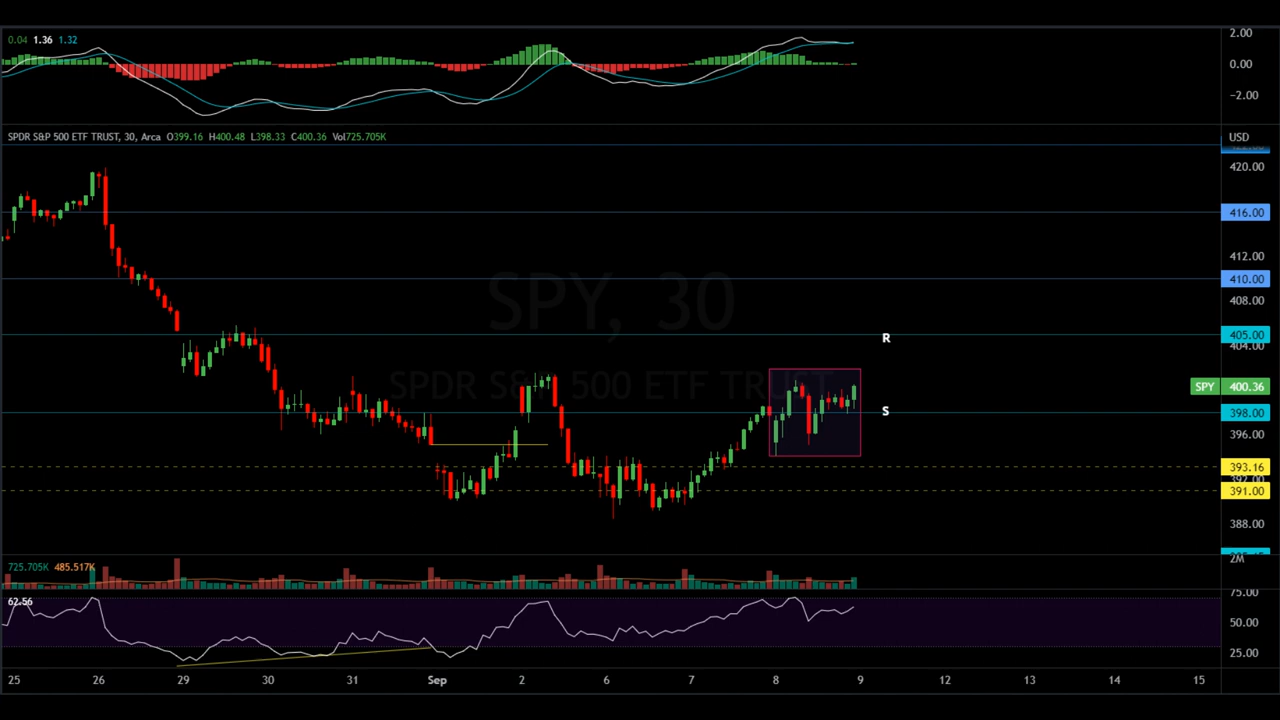 0.04 1.36 1.32
2.00
0.00
−2.00
SPDR S&P 500 ETF TRUST, 30, Arca O399.16 H400.48 L398.33 C400.36 Vol725.705K
USD
420.00
416.00
412.00
410.00
408.00
SPY, 30
R
405.00
404.00
SPDR S&P 500 ETF TRUST
SPY 400.36
S
398.00
396.00
393.16
392.00
391.00
388.00
725.705K 485.517K
2M
62.56
75.00
50.00
25.00
25 26 29 30 31 Sep 2 6 7 8 9 12 13 14 15